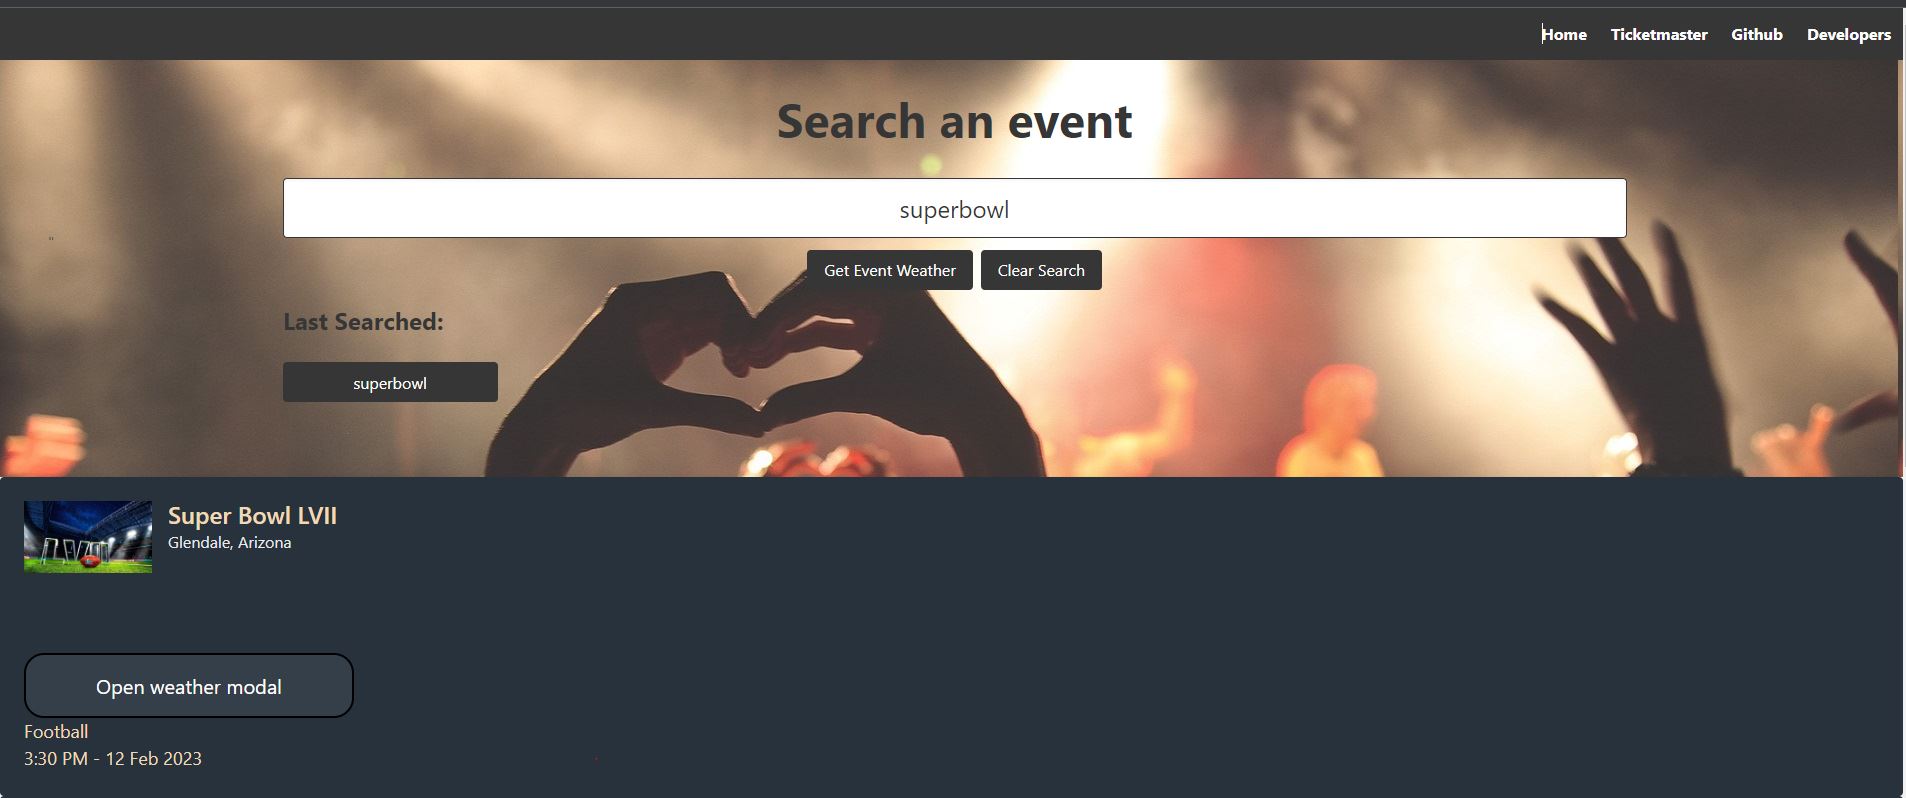 Home Ticketmaster Github Developers
Search an event
superbowl
"
Get Event Weather Clear Search
Last Searched:
superbowl
Super Bowl LVII
Glendale, Arizona
Open weather modal
Football
3:30 PM - 12 Feb 2023